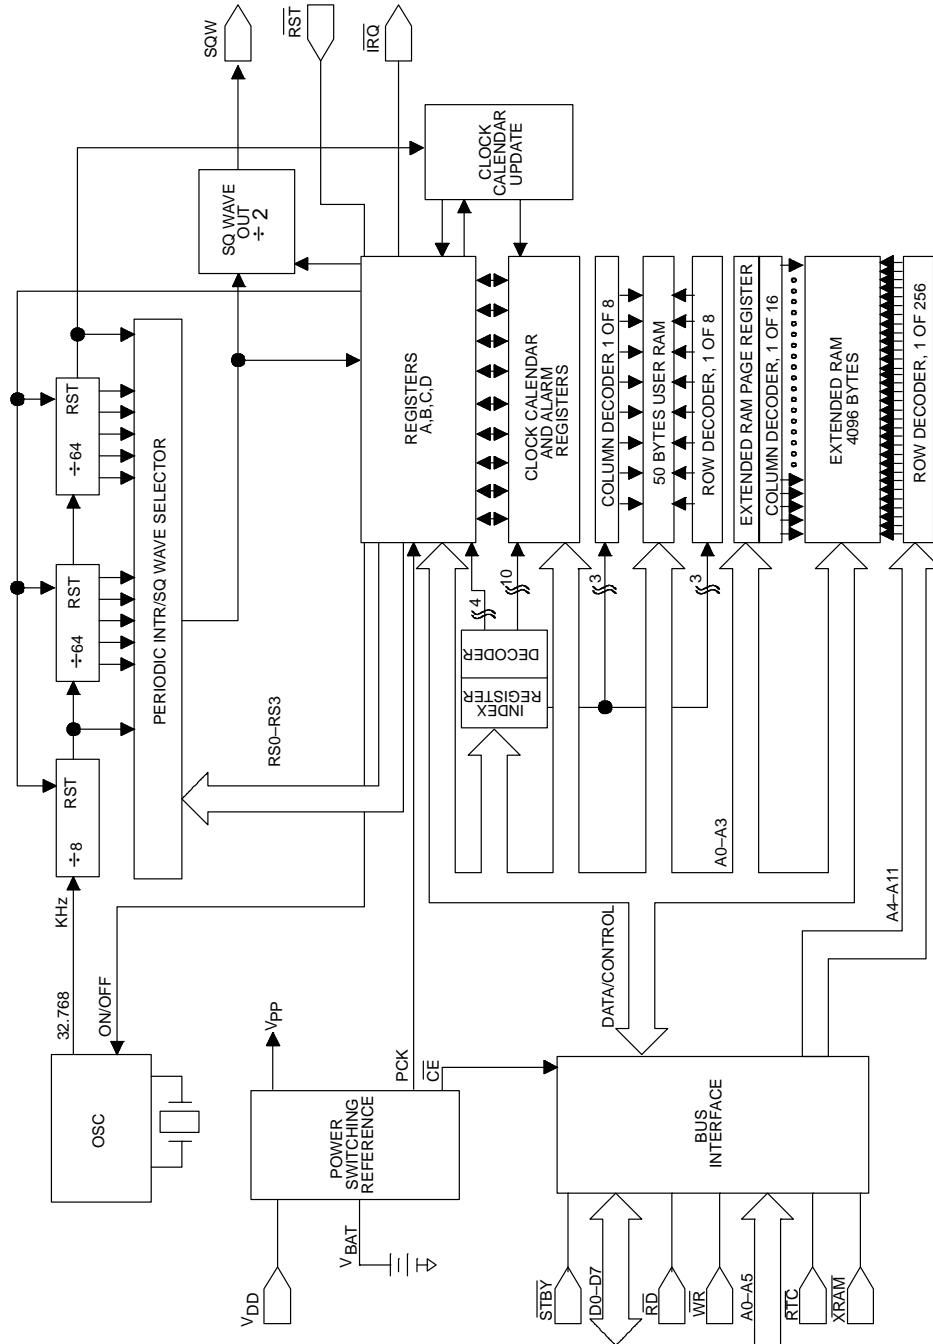 OSC
32.768
KHz
÷8
RST
÷64
RST
÷64
RST
SQW
RST
IRQ
ON/OFF
PERIODIC INTR/SQ WAVE SELECTOR
SQ WAVE
OUT
÷2
CLOCK
CALENDAR
UPDATE
RS0–RS3
VPP
POWER
SWITCHING
REFERENCE
PCK
CE
VDD
VBAT
REGISTERS
A,B,C,D
CLOCK CALENDAR
AND ALARM
REGISTERS
4
10
INDEX
REGISTER
DECODER
COLUMN DECODER 1 OF 8
3
50 BYTES USER RAM
ROW DECODER, 1 OF 8
3
EXTENDED RAM PAGE REGISTER
COLUMN DECODER, 1 OF 16
EXTENDED RAM
4096 BYTES
ROW DECODER, 1 OF 256
DATA/CONTROL
A0–A3
A4–A11
BUS
INTERFACE
STBY
D0–D7
RD
WR
A0–A5
RTC
XRAM